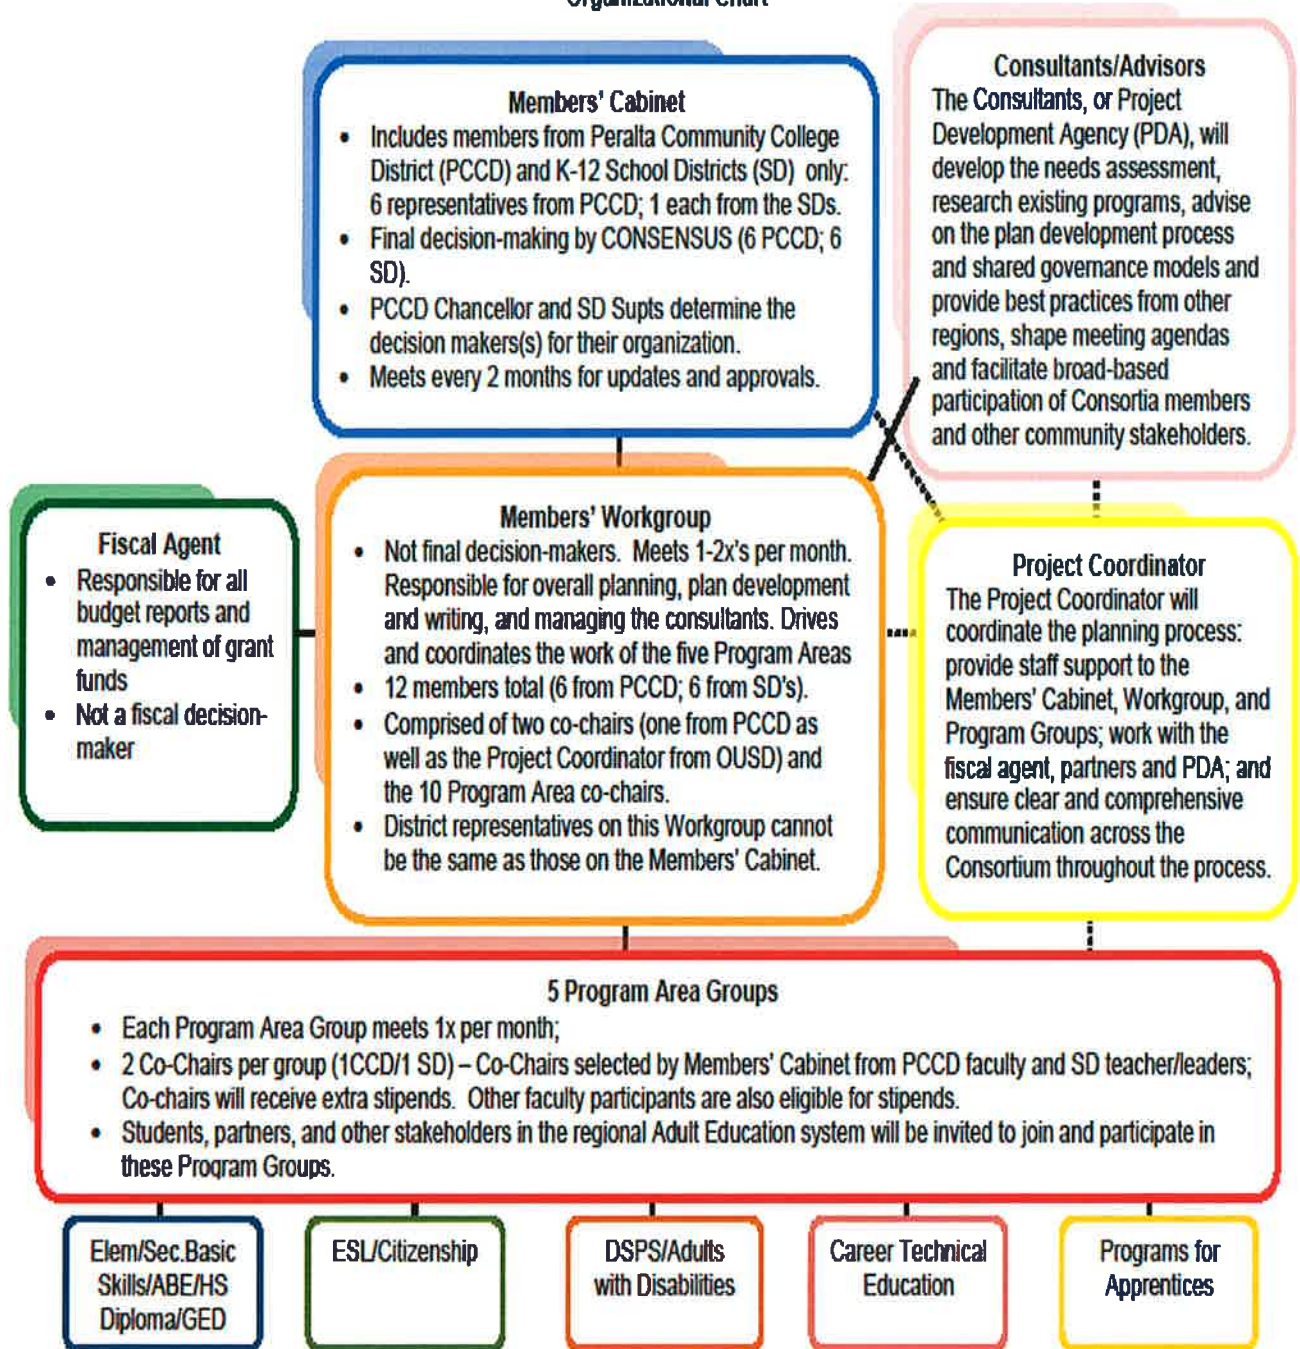 Organizational Chart
Members' Cabinet
• Includes members from Peralta Community College
District (PCCD) and K-12 School Districts (SD) only:
6 representatives from PCCD; 1 each from the SDs.
• Final decision-making by CONSENSUS (6 PCCD; 6
SD).
• PCCD Chancellor and SD Supts determine the
decision makers(s) for their organization.
• Meets every 2 months for updates and approvals.
Consultants/Advisors
The Consultants, or Project
Development Agency (PDA), will
develop the needs assessment,
research existing programs, advise
on the plan development process
and shared governance models and
provide best practices from other
regions, shape meeting agendas
and facilitate broad-based
participation of Consortia members
and other community stakeholders.
Fiscal Agent
• Responsible for all
budget reports and
management of grant
funds
• Not a fiscal decision-
maker
Members' Workgroup
• Not final decision-makers. Meets 1-2x's per month.
Responsible for overall planning, plan development
and writing, and managing the consultants. Drives
and coordinates the work of the five Program Areas
• 12 members total (6 from PCCD; 6 from SD's).
• Comprised of two co-chairs (one from PCCD as
well as the Project Coordinator from OUSD) and
the 10 Program Area co-chairs.
• District representatives on this Workgroup cannot
be the same as those on the Members' Cabinet.
Project Coordinator
The Project Coordinator will
coordinate the planning process:
provide staff support to the
Members' Cabinet, Workgroup, and
Program Groups; work with the
fiscal agent, partners and PDA; and
ensure clear and comprehensive
communication across the
Consortium throughout the process.
5 Program Area Groups
• Each Program Area Group meets 1x per month;
• 2 Co-Chairs per group (1CCD/1 SD) – Co-Chairs selected by Members' Cabinet from PCCD faculty and SD teacher/leaders;
Co-chairs will receive extra stipends. Other faculty participants are also eligible for stipends.
• Students, partners, and other stakeholders in the regional Adult Education system will be invited to join and participate in
these Program Groups.
Elem/Sec.Basic
Skills/ABE/HS
Diploma/GED
ESL/Citizenship
DSPS/Adults
with Disabilities
Career Technical
Education
Programs for
Apprentices